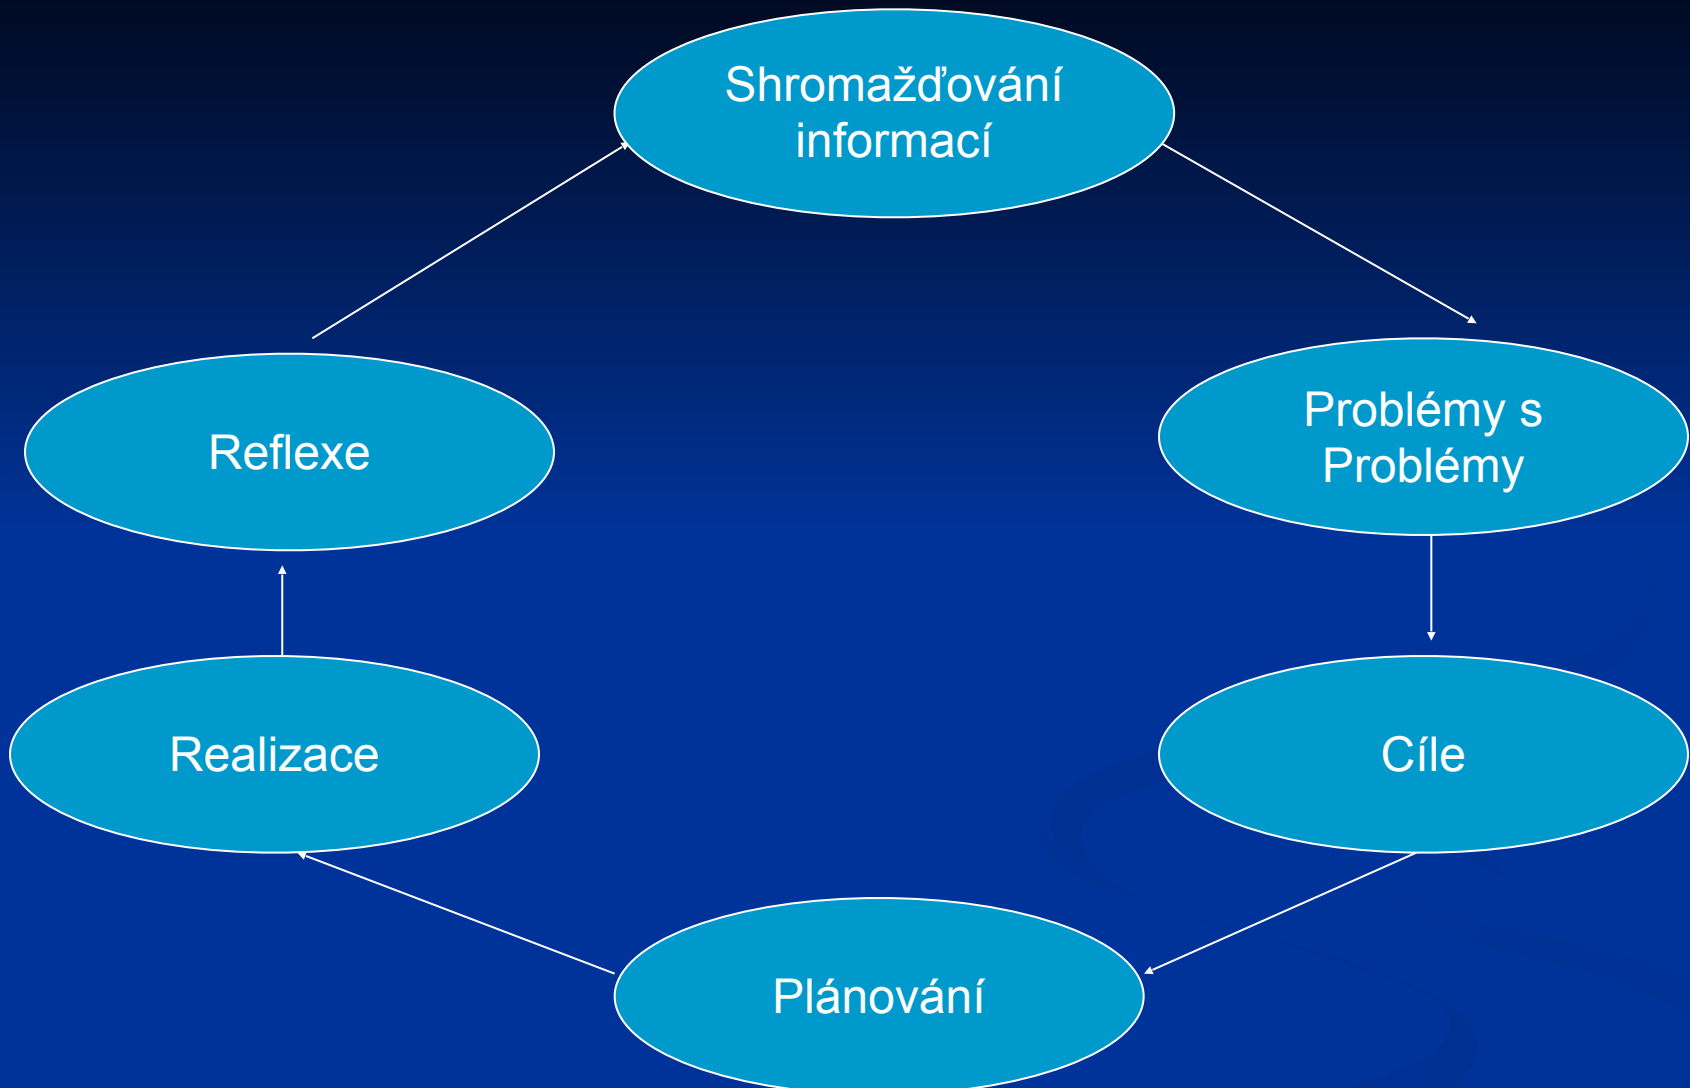 Shromažďování
informací
Reflexe
Problémy s
Problémy
Realizace
Cíle
Plánování